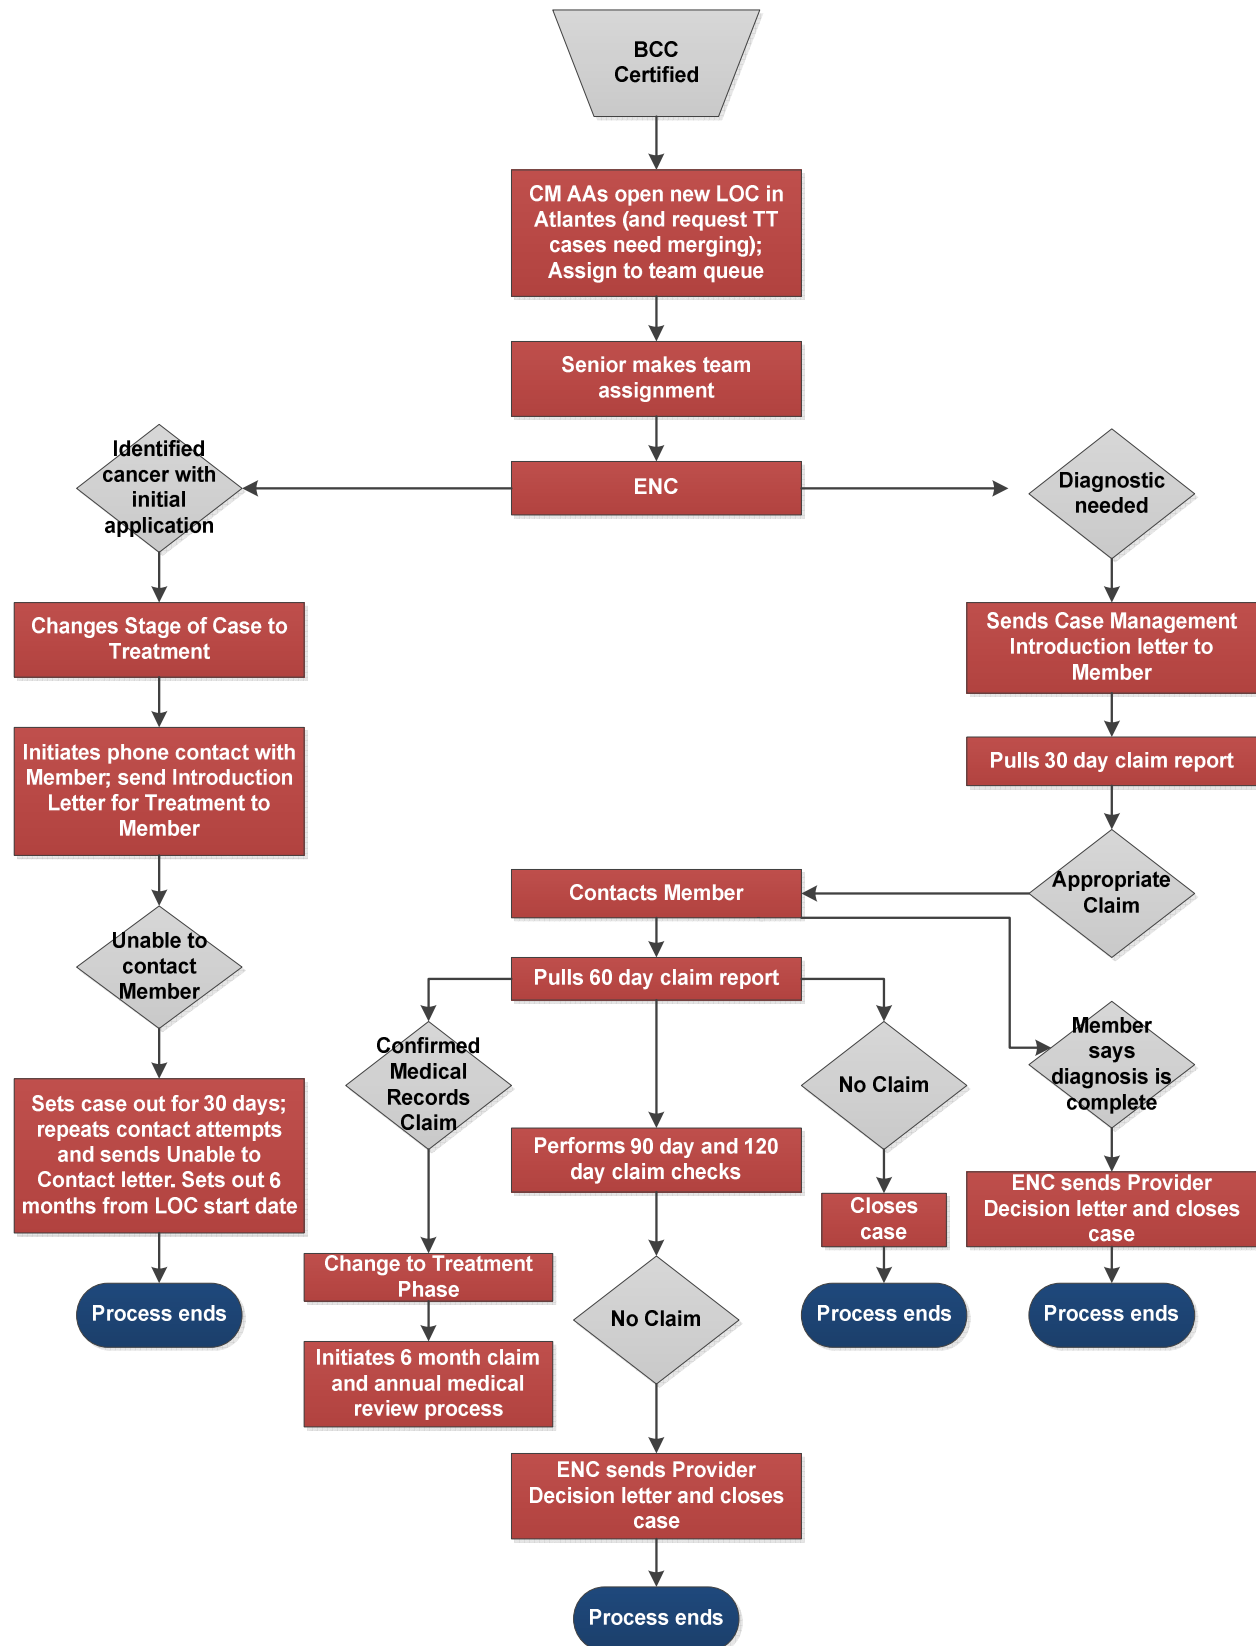 BCC
Certified
CM AAs open new LOC in
Atlantes (and request TT
cases need merging);
Assign to team queue
Senior makes team
assignment
ENC
Identified
cancer with
initial
application
Diagnostic
needed
Changes Stage of Case to
Treatment
Sends Case Management
Introduction letter to
Member
Initiates phone contact with
Member; send Introduction
Letter for Treatment to
Member
Pulls 30 day claim report
Appropriate
Claim
Contacts Member
Unable to
contact
Member
Pulls 60 day claim report
Confirmed
Medical
Records
Claim
No Claim
Member
says
diagnosis is
complete
Sets case out for 30 days;
repeats contact attempts
and sends Unable to
Contact letter. Sets out 6
months from LOC start date
Performs 90 day and 120
day claim checks
Closes
case
ENC sends Provider
Decision letter and closes
case
Change to Treatment
Phase
Process ends
No Claim
Process ends
Process ends
Initiates 6 month claim
and annual medical
review process
ENC sends Provider
Decision letter and closes
case
Process ends